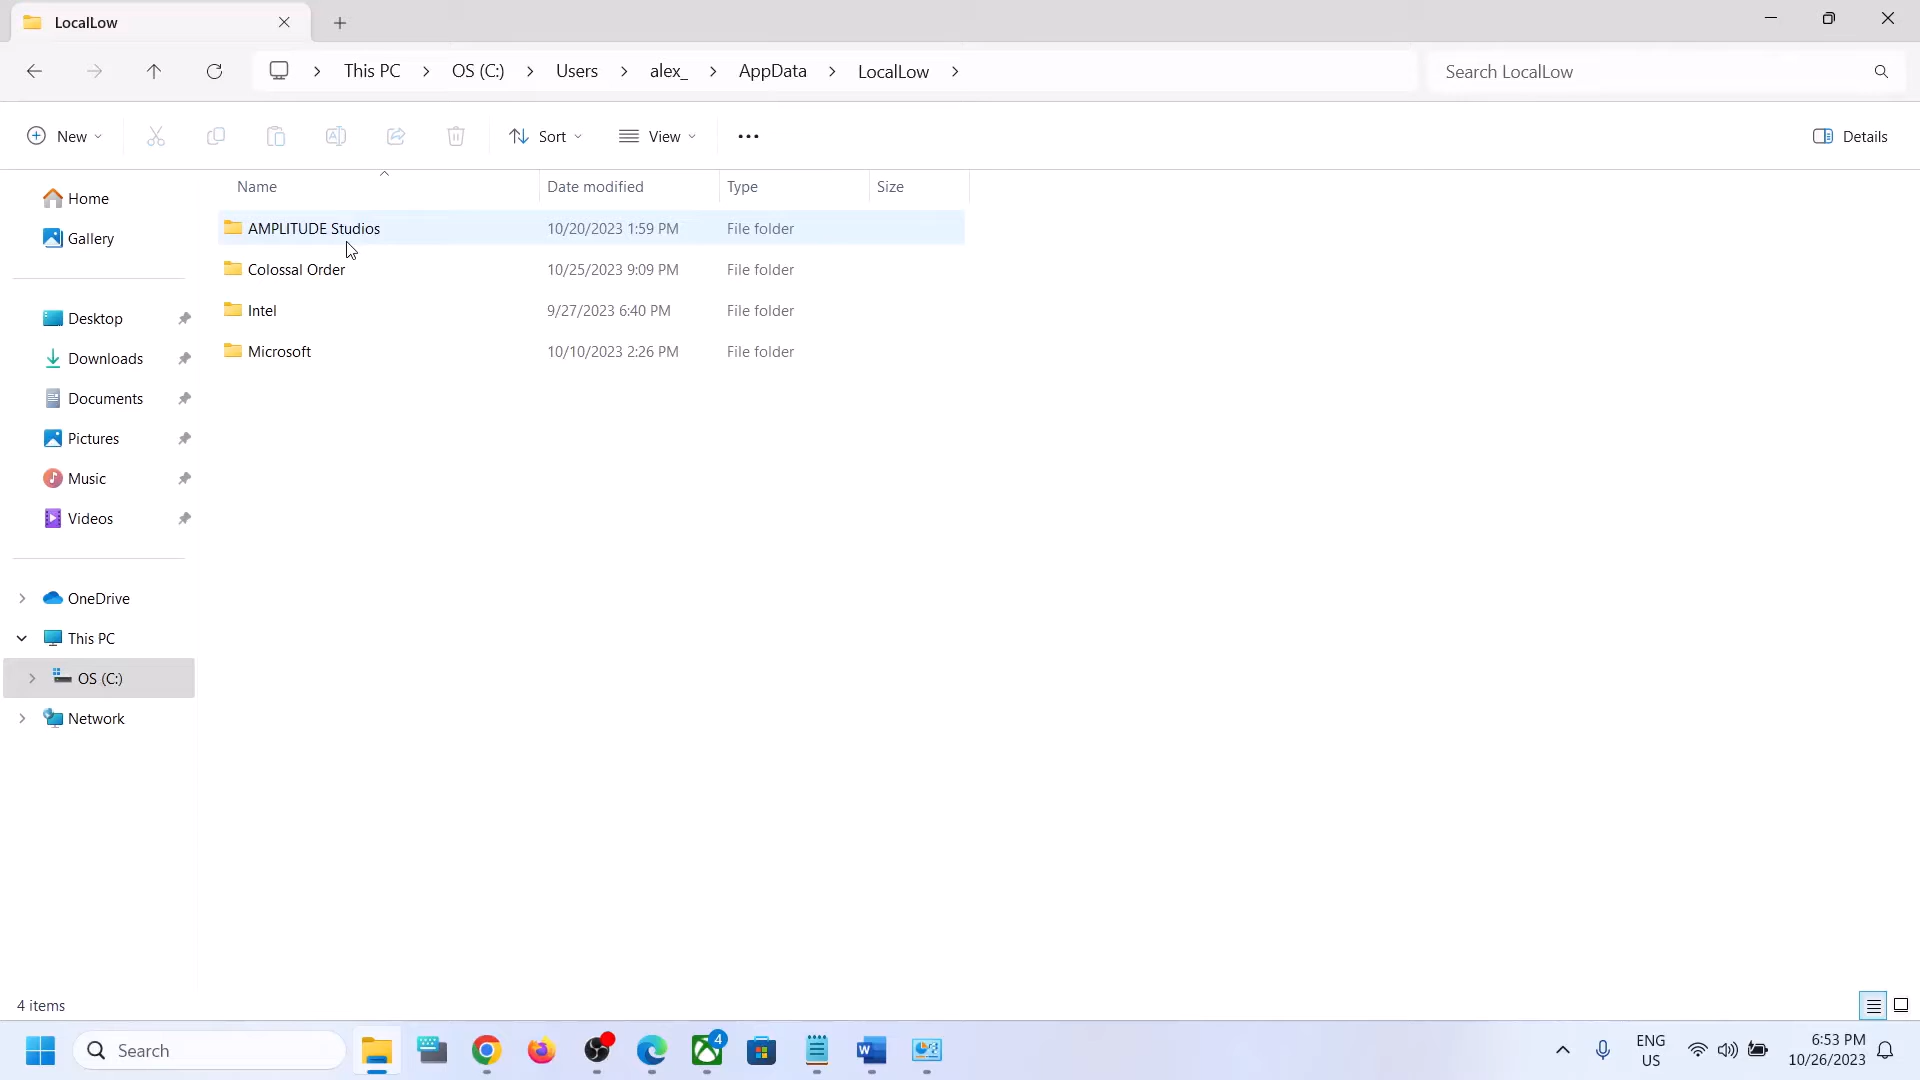 LocalLow
This PC
OS (C:)
Users
alex_
AppData
LocalLow
Search LocalLow
New
Sort
View
Details
Name
Date modified
Type
Size
Home
Gallery
Desktop
Downloads
Documents
Pictures
Music
Videos
OneDrive
This PC
OS (C:)
Network
AMPLITUDE Studios 10/20/2023 1:59 PM File folder
Colossal Order 10/25/2023 9:09 PM File folder
Intel 9/27/2023 6:40 PM File folder
Microsoft 10/10/2023 2:26 PM File folder
4 items
Search
4
W
ENG
US
6:53 PM
10/26/2023